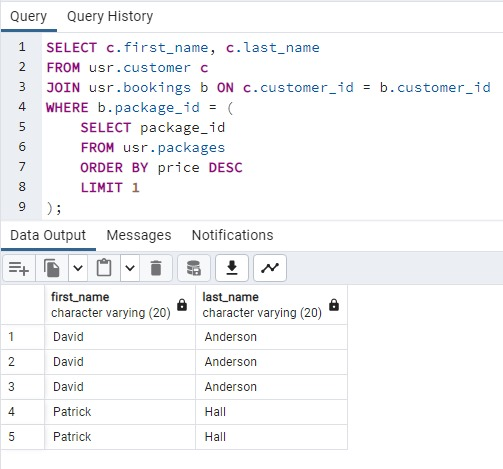 Query Query History
1 SELECT c.first_name, c.last_name
2 FROM usr.customer c
3 JOIN usr.bookings b ON c.customer_id = b.customer_id
4 WHERE b.package_id = (
5 SELECT package_id
6 FROM usr.packages
7 ORDER BY price DESC
8 LIMIT 1
9 );
Data Output Messages Notifications
first_name last_name
character varying (20) character varying (20)
1 David Anderson
2 David Anderson
3 David Anderson
4 Patrick Hall
5 Patrick Hall